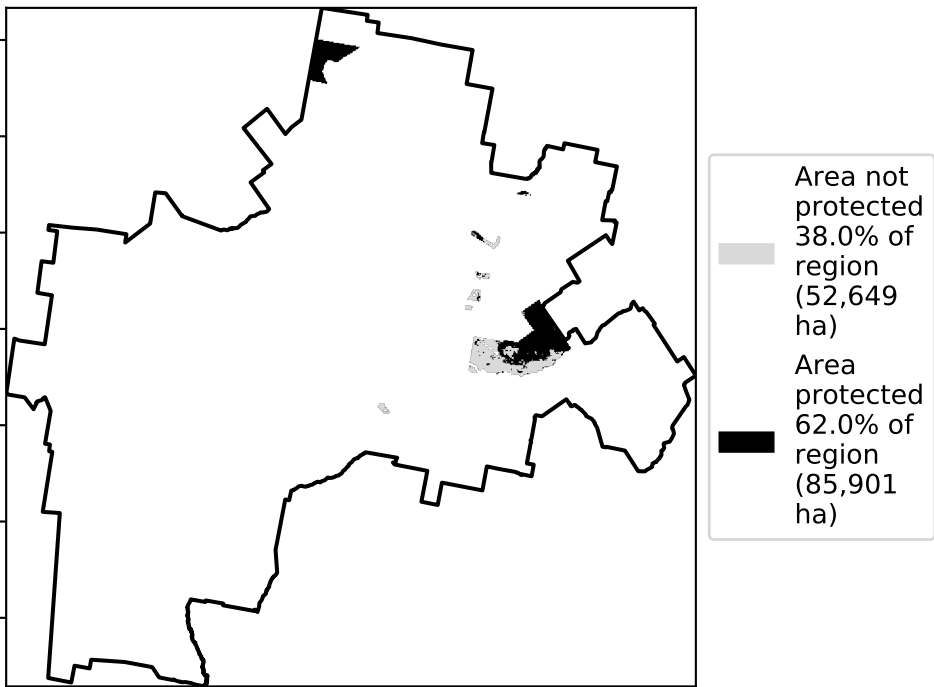 Area not
protected
38.0% of
region
(52,649
ha)
Area
protected
62.0% of
region
(85,901
ha)